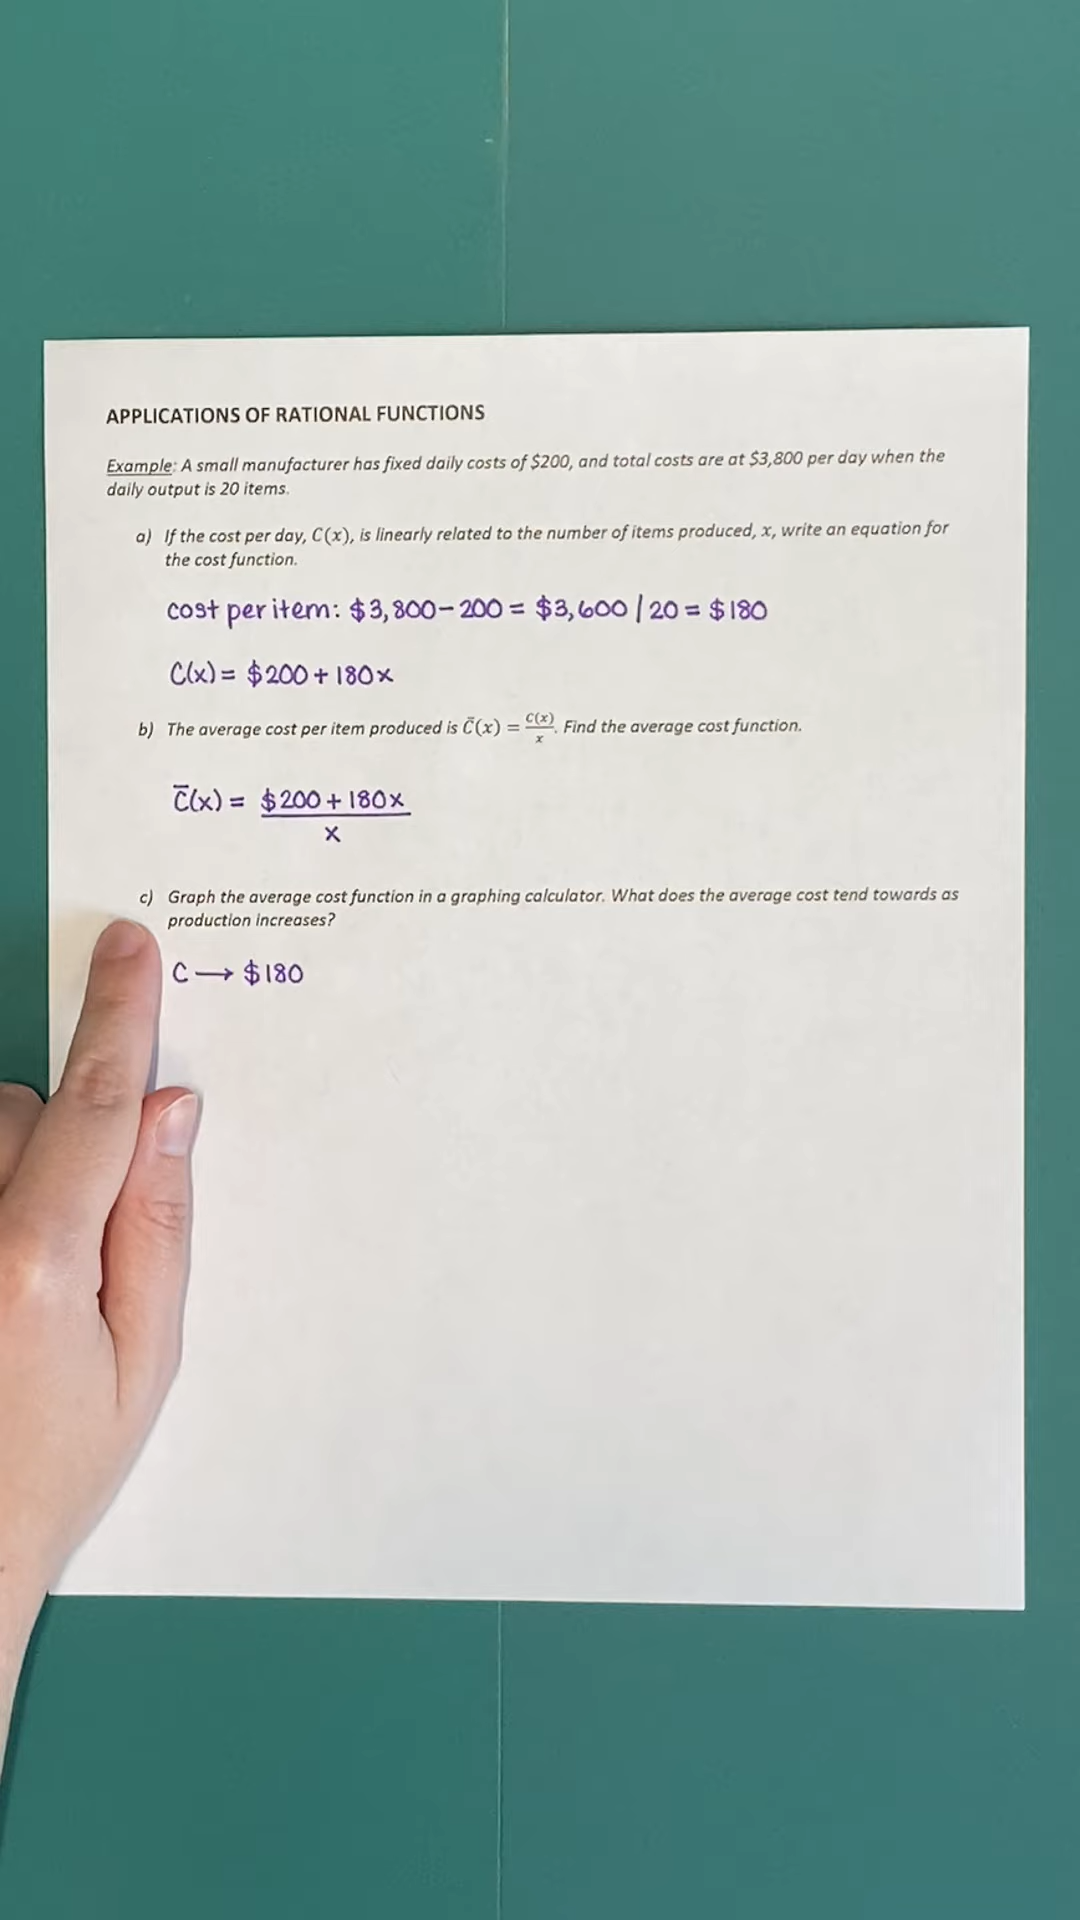 APPLICATIONS OF RATIONAL FUNCTIONS
Example: A small manufacturer has fixed daily costs of $200, and total costs are at $3,800 per day when the
daily output is 20 items.
a) If the cost per day, C(x), is linearly related to the number of items produced, x, write an equation for
the cost function.
cost per item: $3,800-200 = $3,600 / 20 = $180
C(x) = $200 + 180x
b) The average cost per item produced is C̄(x) = C(x)/x. Find the average cost function.
C̄(x) = $200 + 180x
x
c) Graph the average cost function in a graphing calculator. What does the average cost tend towards as
production increases?
C → $180